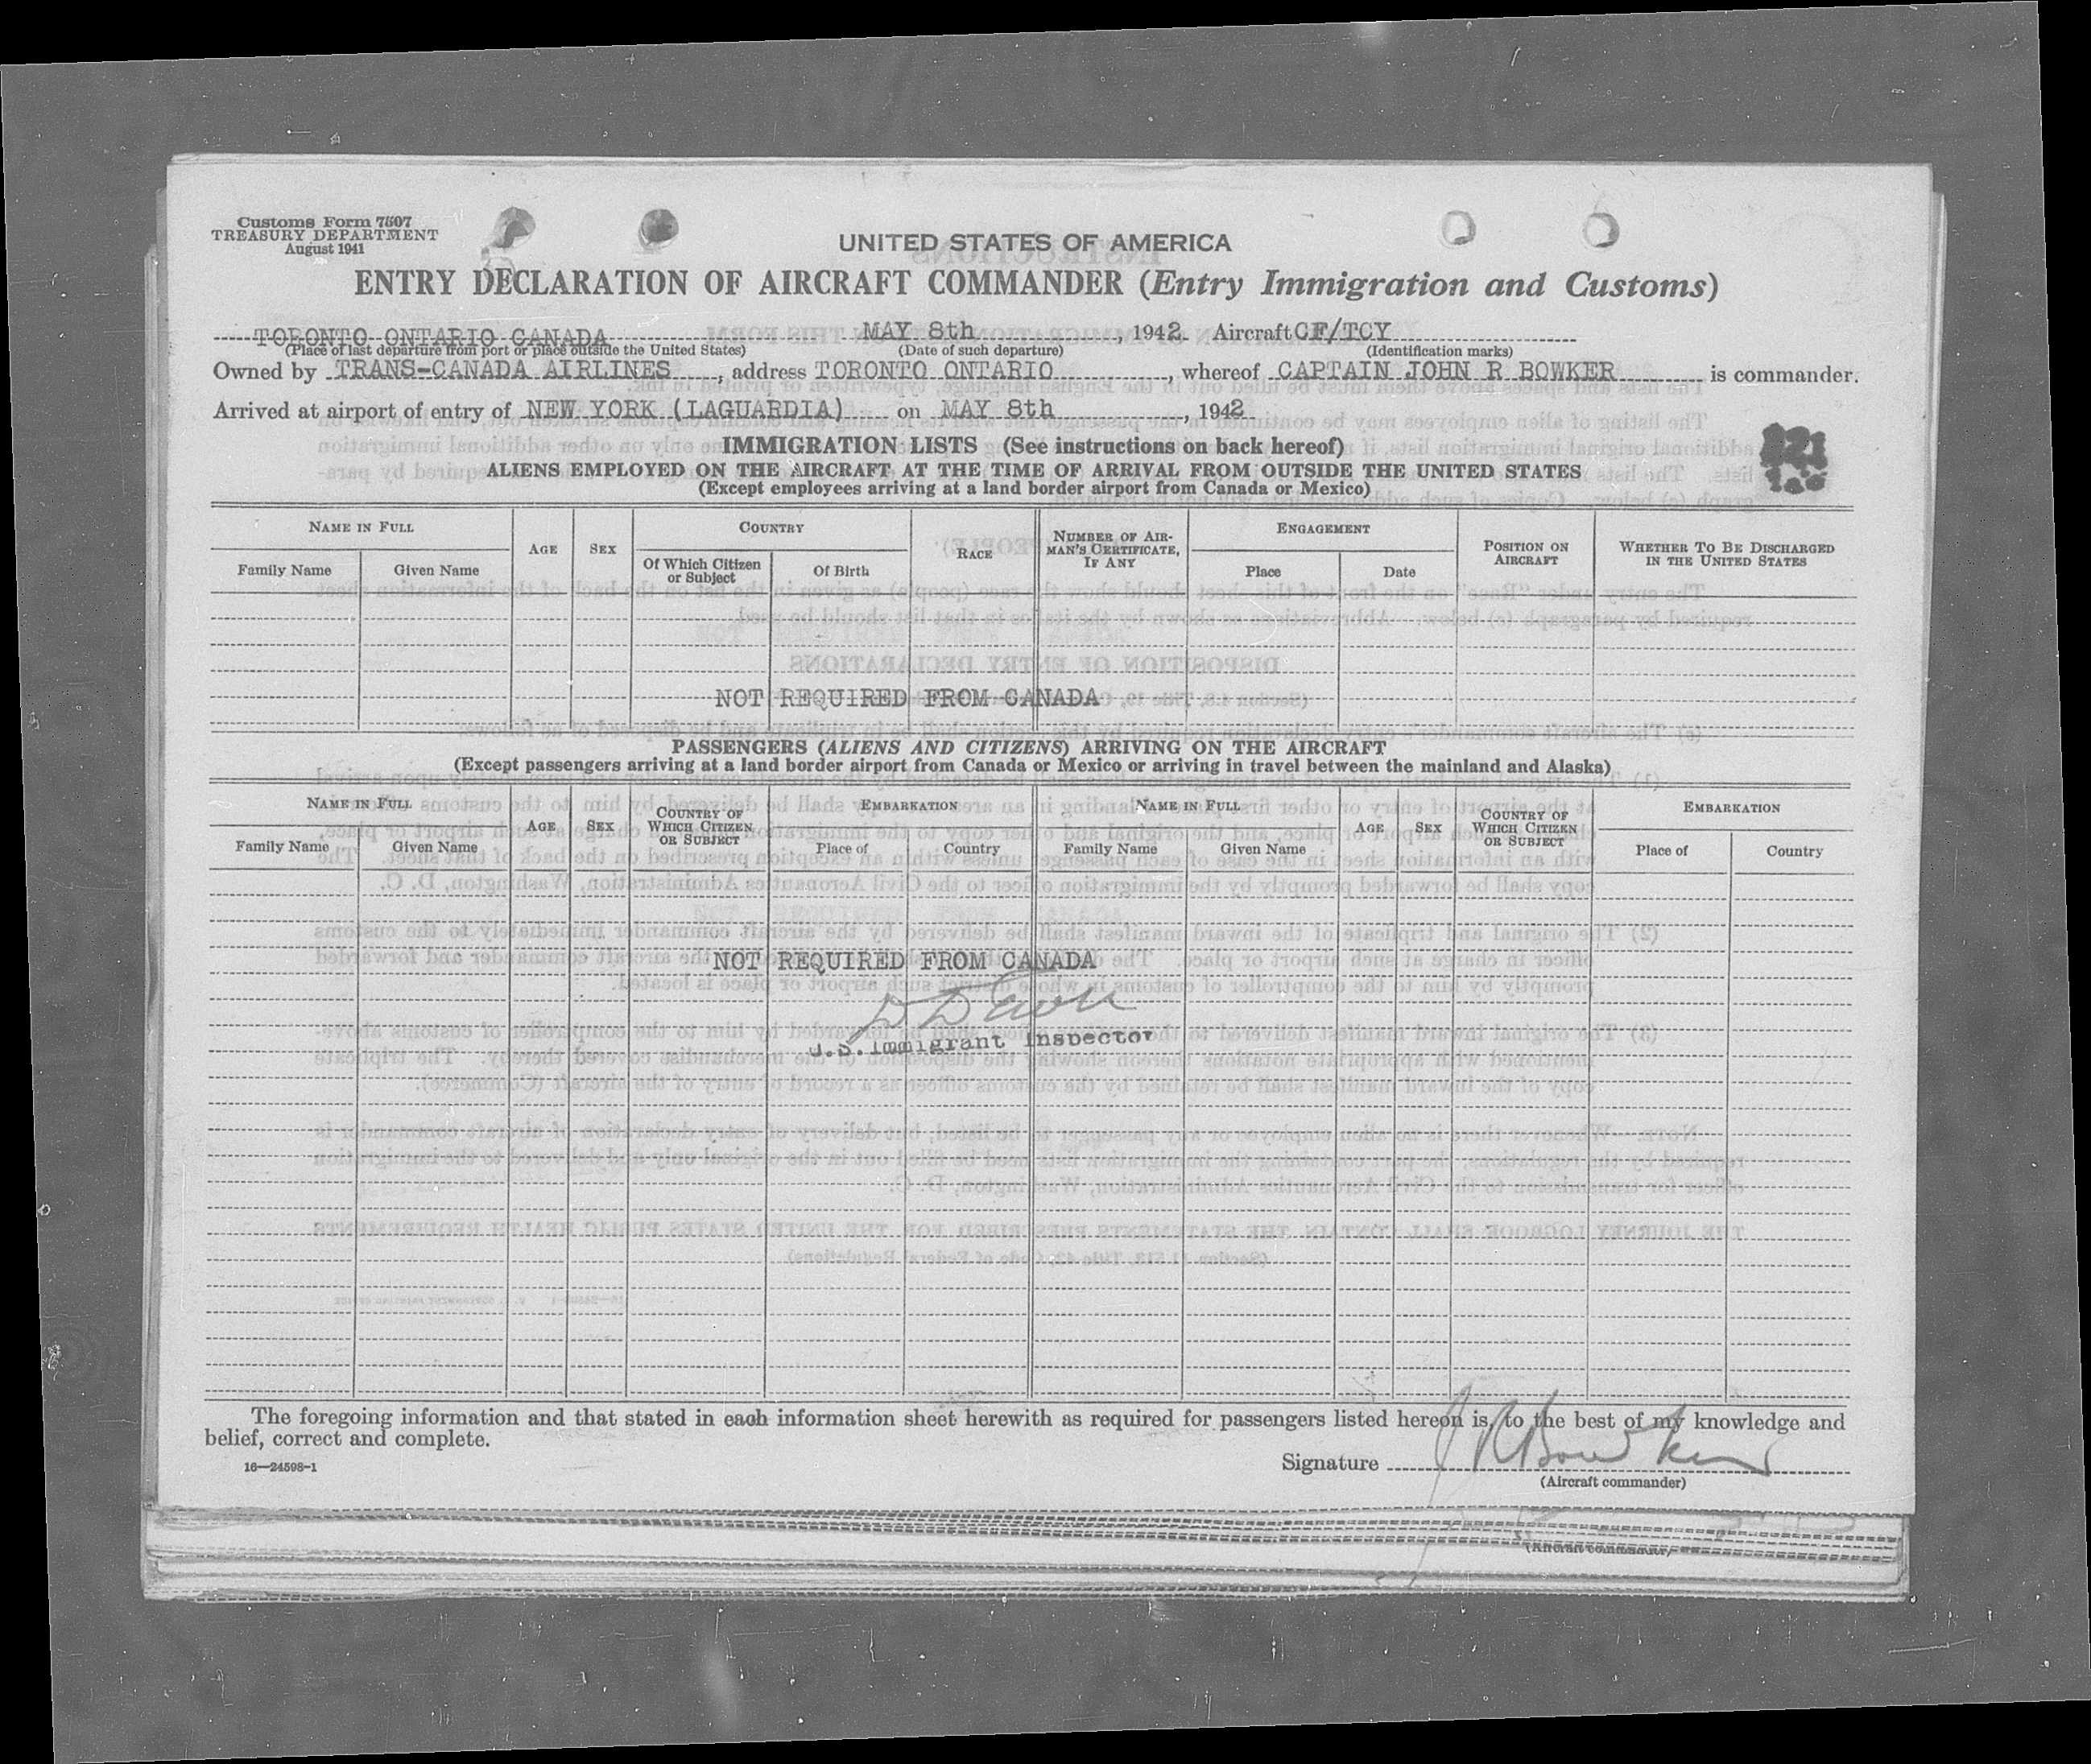 Customs Form 7507
TREASURY DEPARTMENT
August 1941
UNITED STATES OF AMERICA
ENTRY DECLARATION OF AIRCRAFT COMMANDER (Entry Immigration and Customs)
TORONTO ONTARIO CANADA MAY 8th, 1942. Aircraft CF/TCY
(Place of last departure from port or place outside the United States) (Date of such departure) (Identification marks)
Owned by TRANS-CANADA AIRLINES, address TORONTO ONTARIO, whereof CAPTAIN JOHN R BOWKER is commander.
Arrived at airport of entry of NEW YORK (LAGUARDIA) on MAY 8th, 1942
IMMIGRATION LISTS (See instructions on back hereof)
ALIENS EMPLOYED ON THE AIRCRAFT AT THE TIME OF ARRIVAL FROM OUTSIDE THE UNITED STATES
(Except employees arriving at a land border airport from Canada or Mexico)
NAME IN FULL AGE SEX COUNTRY RACE NUMBER OF AIRMAN'S CERTIFICATE, IF ANY ENGAGEMENT POSITION ON AIRCRAFT WHETHER TO BE DISCHARGED IN THE UNITED STATES
Family Name Given Name Of Which Citizen or Subject Of Birth Place Date
NOT REQUIRED FROM CANADA
PASSENGERS (ALIENS AND CITIZENS) ARRIVING ON THE AIRCRAFT
(Except passengers arriving at a land border airport from Canada or Mexico or arriving in travel between the mainland and Alaska)
NAME IN FULL AGE SEX COUNTRY OF WHICH CITIZEN OR SUBJECT EMBARKATION NAME IN FULL AGE SEX COUNTRY OF WHICH CITIZEN OR SUBJECT EMBARKATION
Family Name Given Name Place of Country Family Name Given Name Place of Country
NOT REQUIRED FROM CANADA
U.S. Immigrant Inspector
The foregoing information and that stated in each information sheet herewith as required for passengers listed hereon is, to the best of my knowledge and
belief, correct and complete.
16—24598-1
Signature J R Bowker
(Aircraft commander)
(Aircraft commander)